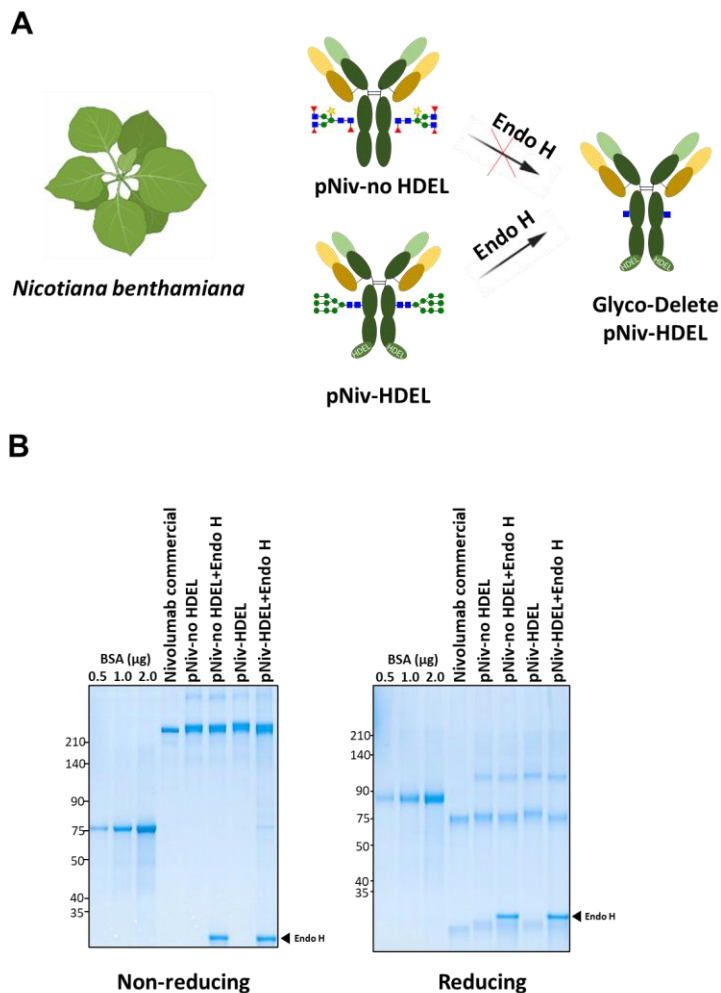 A
Nicotiana benthamiana
pNiv-no HDEL
Endo H
Endo H
HDEL
pNiv-HDEL
HDEL HDEL
Glyco-Delete
pNiv-HDEL
B
BSA (µg)
0.5 1.0 2.0
Nivolumab commercial
pNiv-no HDEL
pNiv-no HDEL+Endo H
pNiv-HDEL
pNiv-HDEL+Endo H
210
140
90
75
50
40
35
Endo H
Non-reducing
BSA (µg)
0.5 1.0 2.0
Nivolumab commercial
pNiv-no HDEL
pNiv-no HDEL+Endo H
pNiv-HDEL
pNiv-HDEL+Endo H
210
140
90
75
50
40
35
Endo H
Reducing